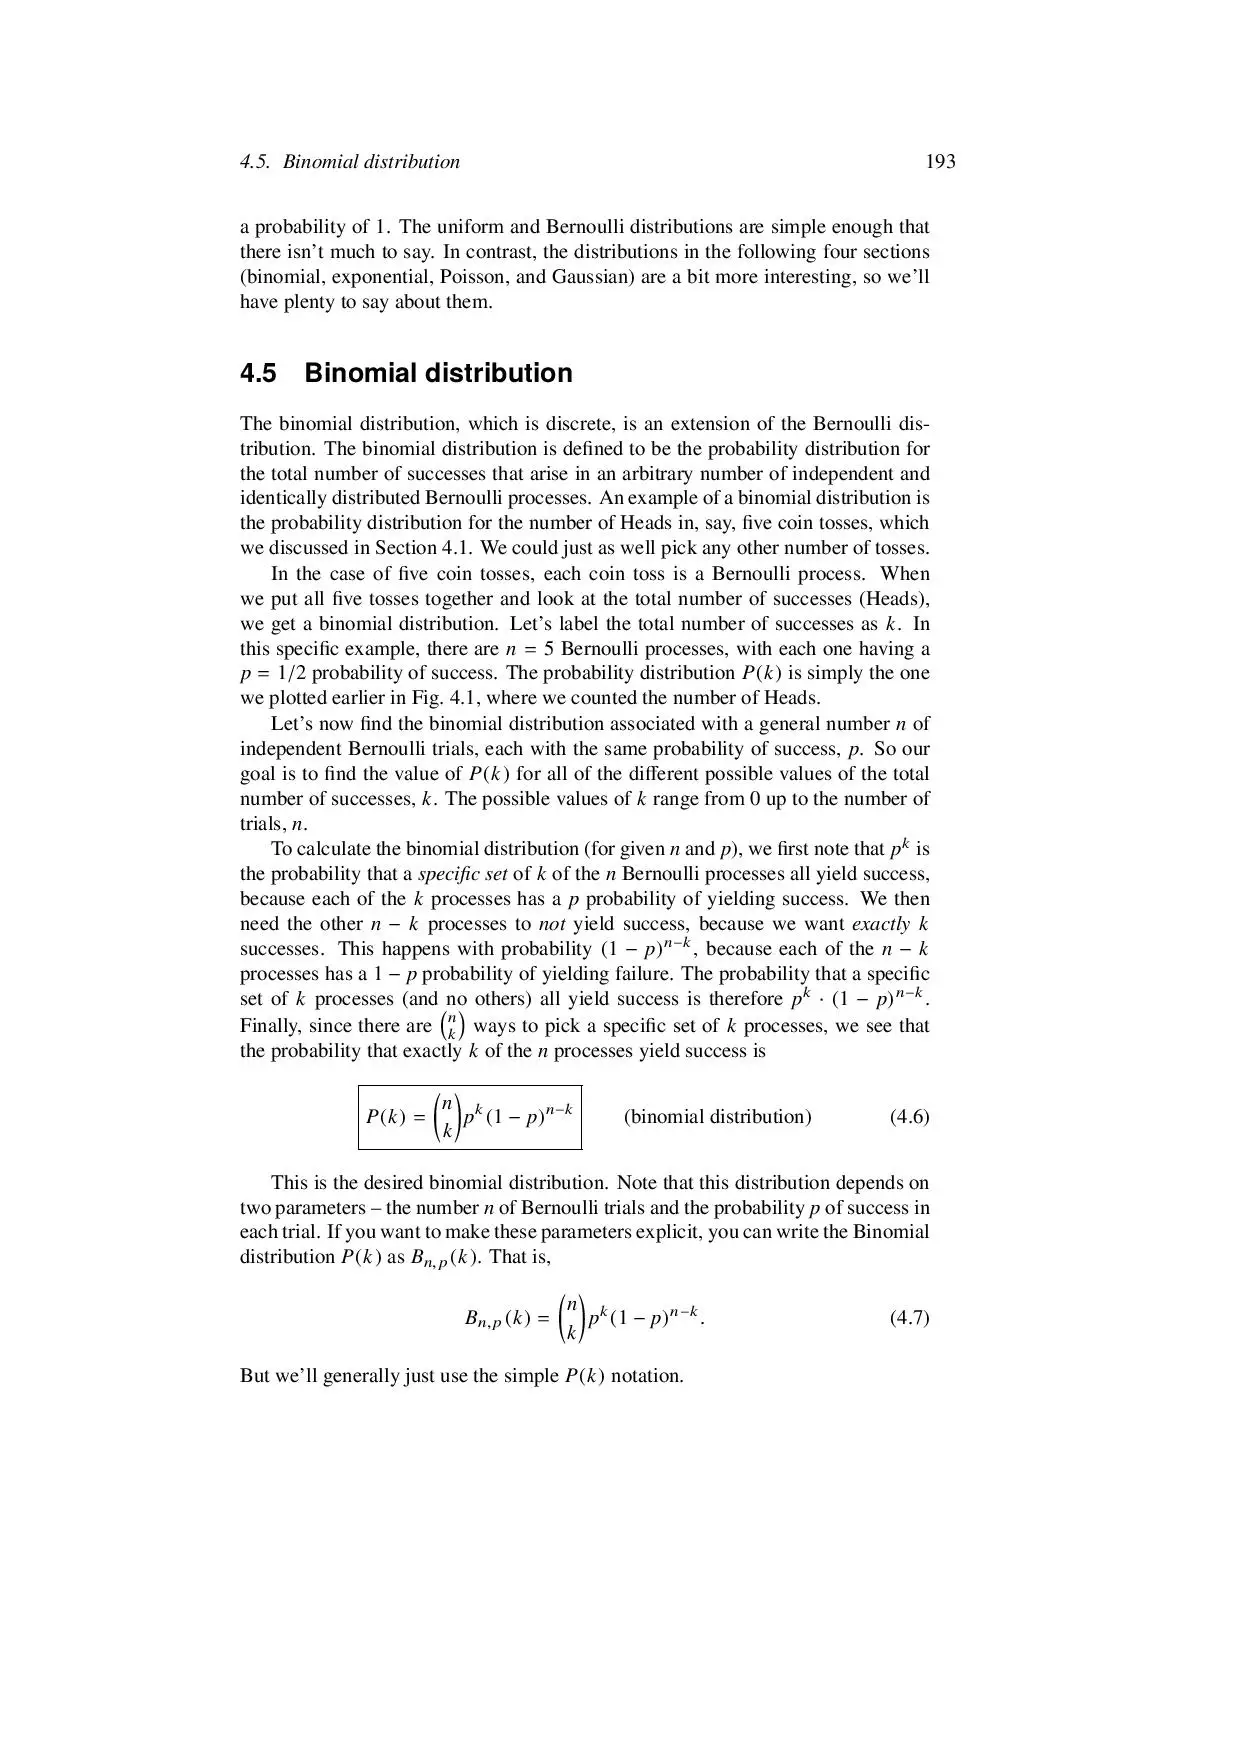 4.5. Binomial distribution 193
a probability of 1. The uniform and Bernoulli distributions are simple enough that
there isn’t much to say. In contrast, the distributions in the following four sections
(binomial, exponential, Poisson, and Gaussian) are a bit more interesting, so we’ll
have plenty to say about them.
4.5 Binomial distribution
The binomial distribution, which is discrete, is an extension of the Bernoulli dis-
tribution. The binomial distribution is defined to be the probability distribution for
the total number of successes that arise in an arbitrary number of independent and
identically distributed Bernoulli processes. An example of a binomial distribution is
the probability distribution for the number of Heads in, say, five coin tosses, which
we discussed in Section 4.1. We could just as well pick any other number of tosses.
In the case of five coin tosses, each coin toss is a Bernoulli process. When
we put all five tosses together and look at the total number of successes (Heads),
we get a binomial distribution. Let’s label the total number of successes as k. In
this specific example, there are n = 5 Bernoulli processes, with each one having a
p = 1/2 probability of success. The probability distribution P(k) is simply the one
we plotted earlier in Fig. 4.1, where we counted the number of Heads.
Let’s now find the binomial distribution associated with a general number n of
independent Bernoulli trials, each with the same probability of success, p. So our
goal is to find the value of P(k) for all of the different possible values of the total
number of successes, k. The possible values of k range from 0 up to the number of
trials, n.
To calculate the binomial distribution (for given n and p), we first note that p^k is
the probability that a specific set of k of the n Bernoulli processes all yield success,
because each of the k processes has a p probability of yielding success. We then
need the other n − k processes to not yield success, because we want exactly k
successes. This happens with probability (1 − p)^{n−k}, because each of the n − k
processes has a 1 − p probability of yielding failure. The probability that a specific
set of k processes (and no others) all yield success is therefore p^k · (1 − p)^{n−k}.
Finally, since there are \binom{n}{k} ways to pick a specific set of k processes, we see that
the probability that exactly k of the n processes yield success is
P(k) = \binom{n}{k} p^k (1 − p)^{n−k} (binomial distribution) (4.6)
This is the desired binomial distribution. Note that this distribution depends on
two parameters – the number n of Bernoulli trials and the probability p of success in
each trial. If you want to make these parameters explicit, you can write the Binomial
distribution P(k) as B_{n,p}(k). That is,
B_{n,p}(k) = \binom{n}{k} p^k (1 − p)^{n−k}. (4.7)
But we’ll generally just use the simple P(k) notation.